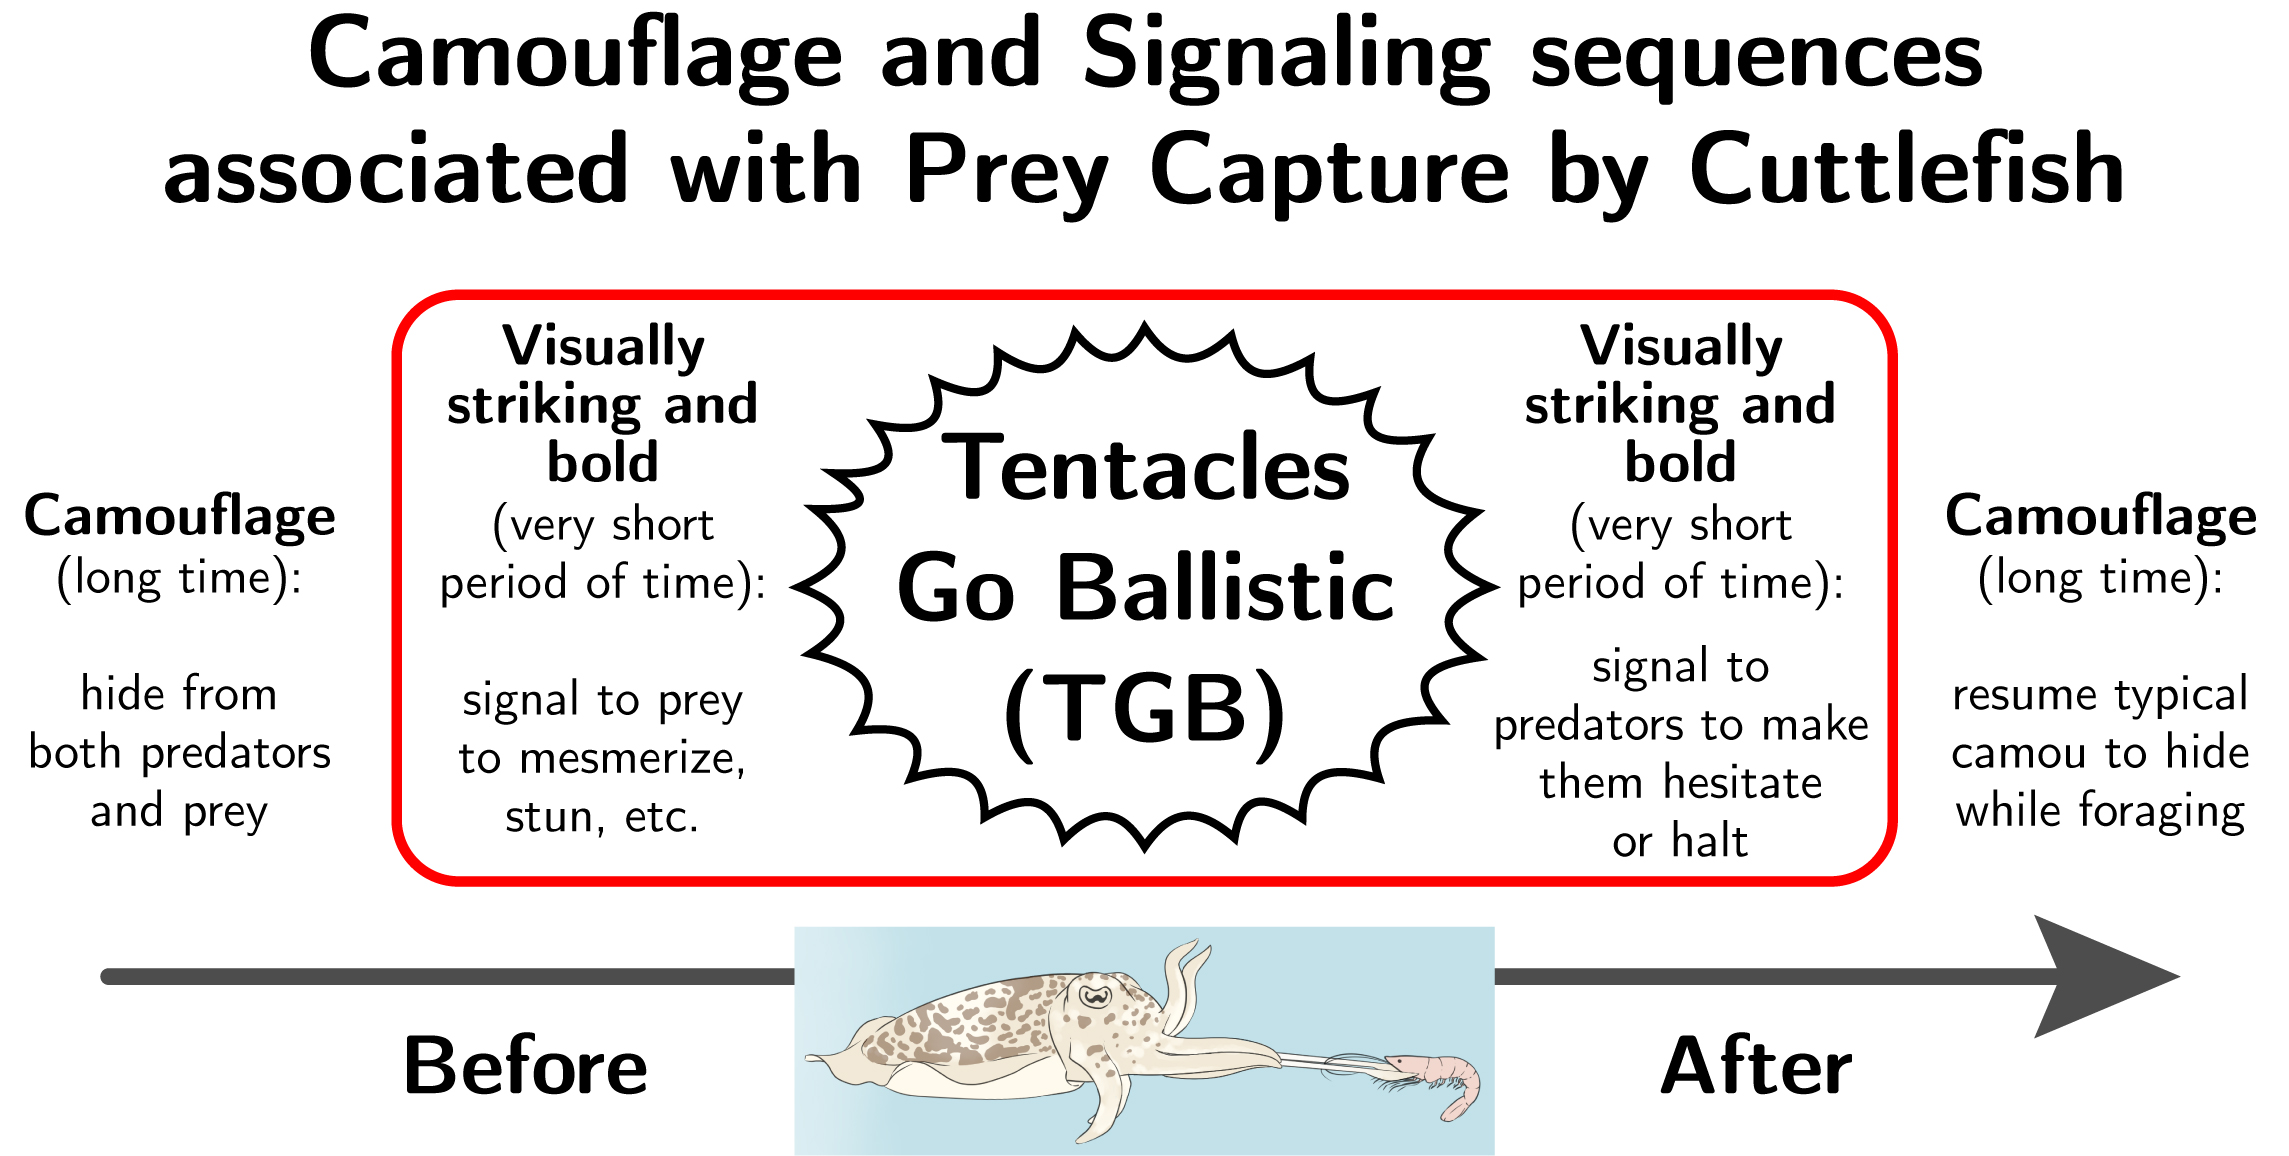 Camouflage and Signaling sequences
associated with Prey Capture by Cuttlefish
Camouflage
(long time):
hide from
both predators
and prey
Visually
striking and
bold
(very short
period of time):
signal to prey
to mesmerize,
stun, etc.
Tentacles
Go Ballistic
(TGB)
Visually
striking and
bold
(very short
period of time):
signal to
predators to make
them hesitate
or halt
Camouflage
(long time):
resume typical
camou to hide
while foraging
Before
After